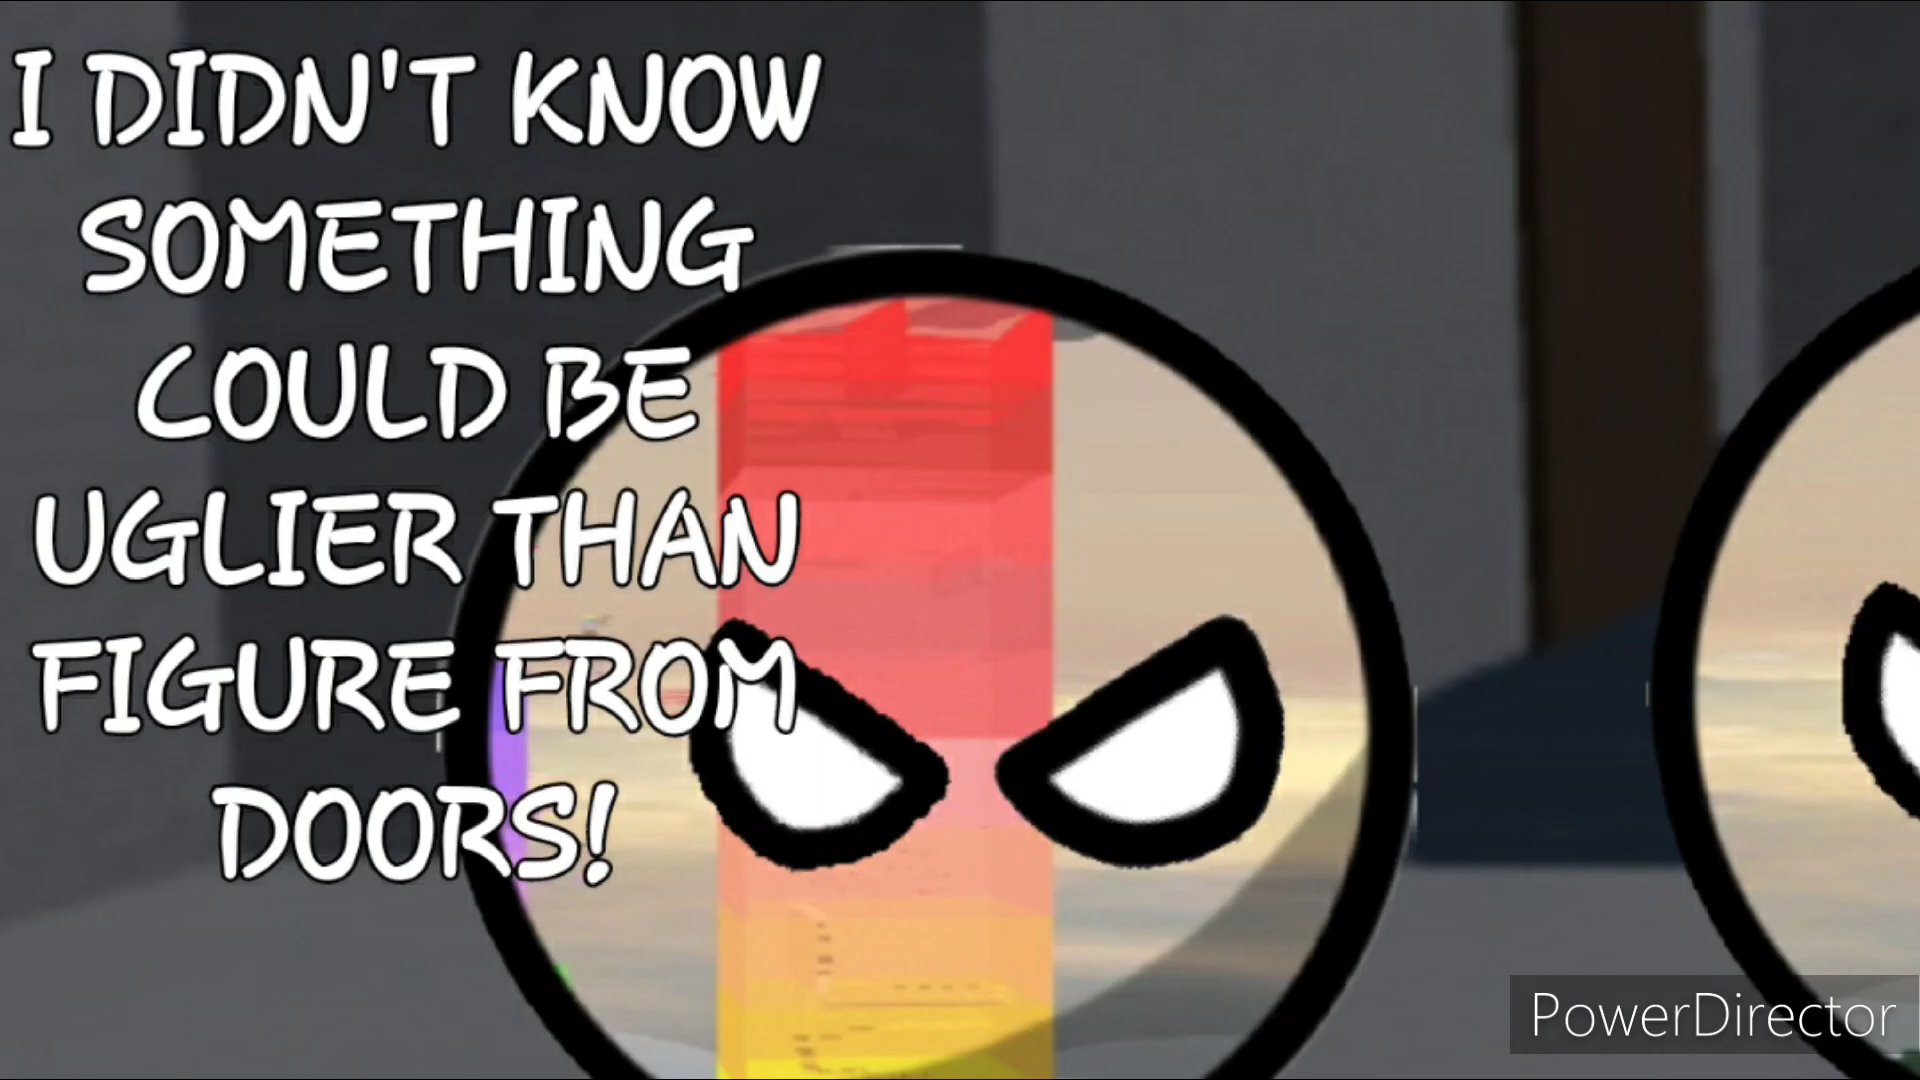 I DIDN'T KNOW
SOMETHING
COULD BE
UGLIER THAN
FIGURE FROM
DOORS!
PowerDirector